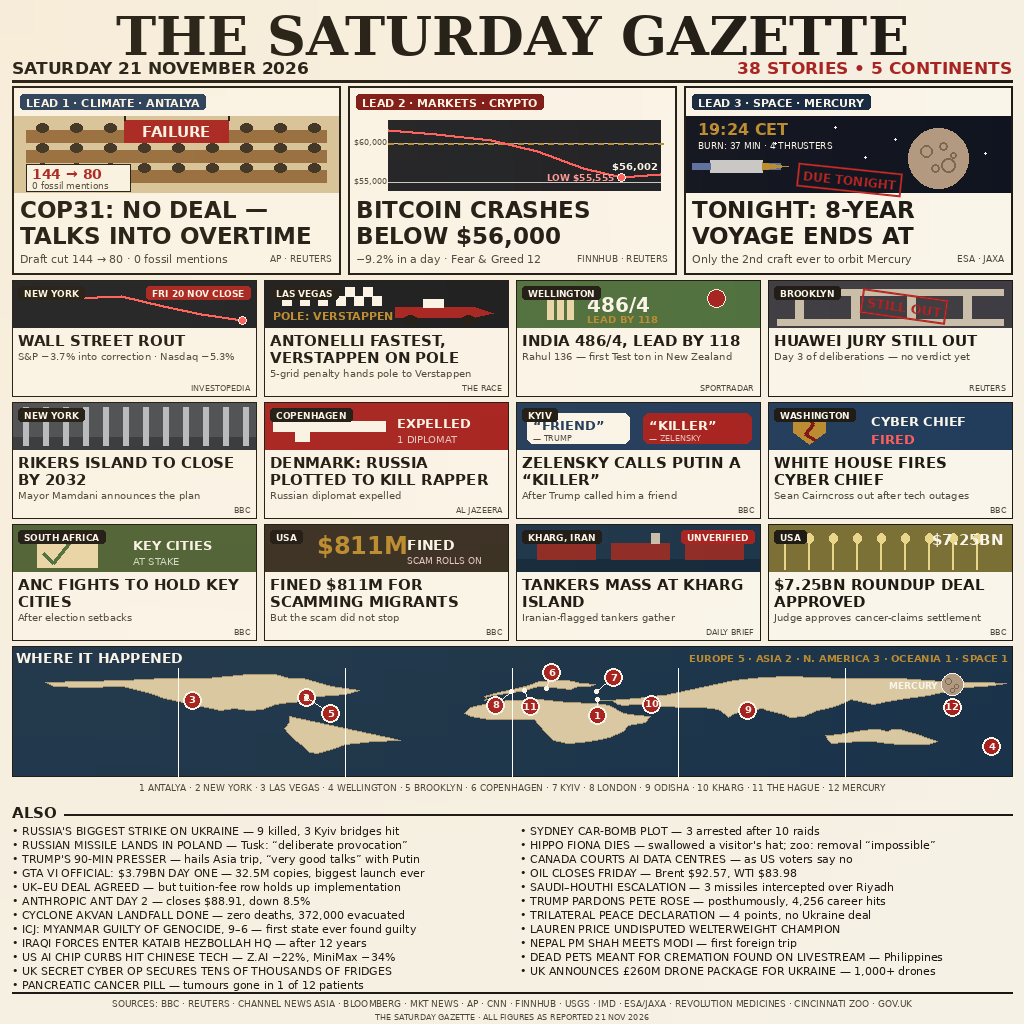 THE SATURDAY GAZETTE
SATURDAY 21 NOVEMBER 2026
38 STORIES • 5 CONTINENTS
LEAD 1 · CLIMATE · ANTALYA
FAILURE
144 → 80
0 fossil mentions
COP31: NO DEAL —
TALKS INTO OVERTIME
Draft cut 144 → 80 · 0 fossil mentions
AP · REUTERS
LEAD 2 · MARKETS · CRYPTO
$60,000
$56,002
LOW $55,555
$55,000
BITCOIN CRASHES
BELOW $56,000
−9.2% in a day · Fear & Greed 12
FINNHUB · REUTERS
LEAD 3 · SPACE · MERCURY
19:24 CET
BURN: 37 MIN · 4 THRUSTERS
DUE TONIGHT
TONIGHT: 8-YEAR
VOYAGE ENDS AT
Only the 2nd craft ever to orbit Mercury
ESA · JAXA
NEW YORK
FRI 20 NOV CLOSE
WALL STREET ROUT
S&P −3.7% into correction · Nasdaq −5.3%
INVESTOPEDIA
LAS VEGAS
POLE: VERSTAPPEN
ANTONELLI FASTEST,
VERSTAPPEN ON POLE
5-grid penalty hands pole to Verstappen
THE RACE
WELLINGTON
486/4
LEAD BY 118
INDIA 486/4, LEAD BY 118
Rahul 136 — first Test ton in New Zealand
SPORTRADAR
BROOKLYN
STILL OUT
HUAWEI JURY STILL OUT
Day 3 of deliberations — no verdict yet
REUTERS
NEW YORK
RIKERS ISLAND TO CLOSE
BY 2032
Mayor Mamdani announces the plan
BBC
COPENHAGEN
EXPELLED
1 DIPLOMAT
DENMARK: RUSSIA
PLOTTED TO KILL RAPPER
Russian diplomat expelled
AL JAZEERA
KYIV
“FRIEND”
— TRUMP
“KILLER”
— ZELENSKY
ZELENSKY CALLS PUTIN A
“KILLER”
After Trump called him a friend
BBC
WASHINGTON
CYBER CHIEF
FIRED
WHITE HOUSE FIRES
CYBER CHIEF
Sean Cairncross out after tech outages
BBC
SOUTH AFRICA
KEY CITIES
AT STAKE
ANC FIGHTS TO HOLD KEY
CITIES
After election setbacks
BBC
USA
$811M FINED
SCAM ROLLS ON
FINED $811M FOR
SCAMMING MIGRANTS
But the scam did not stop
BBC
KHARG, IRAN
UNVERIFIED
TANKERS MASS AT KHARG
ISLAND
Iranian-flagged tankers gather
DAILY BRIEF
USA
$7.25BN
$7.25BN ROUNDUP DEAL
APPROVED
Judge approves cancer-claims settlement
BBC
WHERE IT HAPPENED
EUROPE 5 · ASIA 2 · N. AMERICA 3 · OCEANIA 1 · SPACE 1
MERCURY
3
5
8
11
6
7
1
10
9
12
4
1 ANTALYA · 2 NEW YORK · 3 LAS VEGAS · 4 WELLINGTON · 5 BROOKLYN · 6 COPENHAGEN · 7 KYIV · 8 LONDON · 9 ODISHA · 10 KHARG · 11 THE HAGUE · 12 MERCURY
ALSO
• RUSSIA'S BIGGEST STRIKE ON UKRAINE — 9 killed, 3 Kyiv bridges hit
• RUSSIAN MISSILE LANDS IN POLAND — Tusk: “deliberate provocation”
• TRUMP'S 90-MIN PRESSER — hails Asia trip, “very good talks” with Putin
• GTA VI OFFICIAL: $3.79BN DAY ONE — 32.5M copies, biggest launch ever
• UK–EU DEAL AGREED — but tuition-fee row holds up implementation
• ANTHROPIC ANT DAY 2 — closes $88.91, down 8.5%
• CYCLONE AKVAN LANDFALL DONE — zero deaths, 372,000 evacuated
• ICJ: MYANMAR GUILTY OF GENOCIDE, 9–6 — first state ever found guilty
• IRAQI FORCES ENTER KATAIB HEZBOLLAH HQ — after 12 years
• US AI CHIP CURBS HIT CHINESE TECH — Z.AI −22%, MiniMax −34%
• UK SECRET CYBER OP SECURES TENS OF THOUSANDS OF FRIDGES
• PANCREATIC CANCER PILL — tumours gone in 1 of 12 patients
• SYDNEY CAR-BOMB PLOT — 3 arrested after 10 raids
• HIPPO FIONA DIES — swallowed a visitor's hat; zoo: removal “impossible”
• CANADA COURTS AI DATA CENTRES — as US voters say no
• OIL CLOSES FRIDAY — Brent $92.57, WTI $83.98
• SAUDI–HOUTHI ESCALATION — 3 missiles intercepted over Riyadh
• TRUMP PARDONS PETE ROSE — posthumously, 4,256 career hits
• TRILATERAL PEACE DECLARATION — 4 points, no Ukraine deal
• LAUREN PRICE UNDISPUTED WELTERWEIGHT CHAMPION
• NEPAL PM SHAH MEETS MODI — first foreign trip
• DEAD PETS MEANT FOR CREMATION FOUND ON LIVESTREAM — Philippines
• UK ANNOUNCES £260M DRONE PACKAGE FOR UKRAINE — 1,000+ drones
SOURCES: BBC · REUTERS · CHANNEL NEWS ASIA · BLOOMBERG · MKT NEWS · AP · CNN · FINNHUB · USGS · IMD · ESA/JAXA · REVOLUTION MEDICINES · CINCINNATI ZOO · GOV.UK
THE SATURDAY GAZETTE · ALL FIGURES AS REPORTED 21 NOV 2026